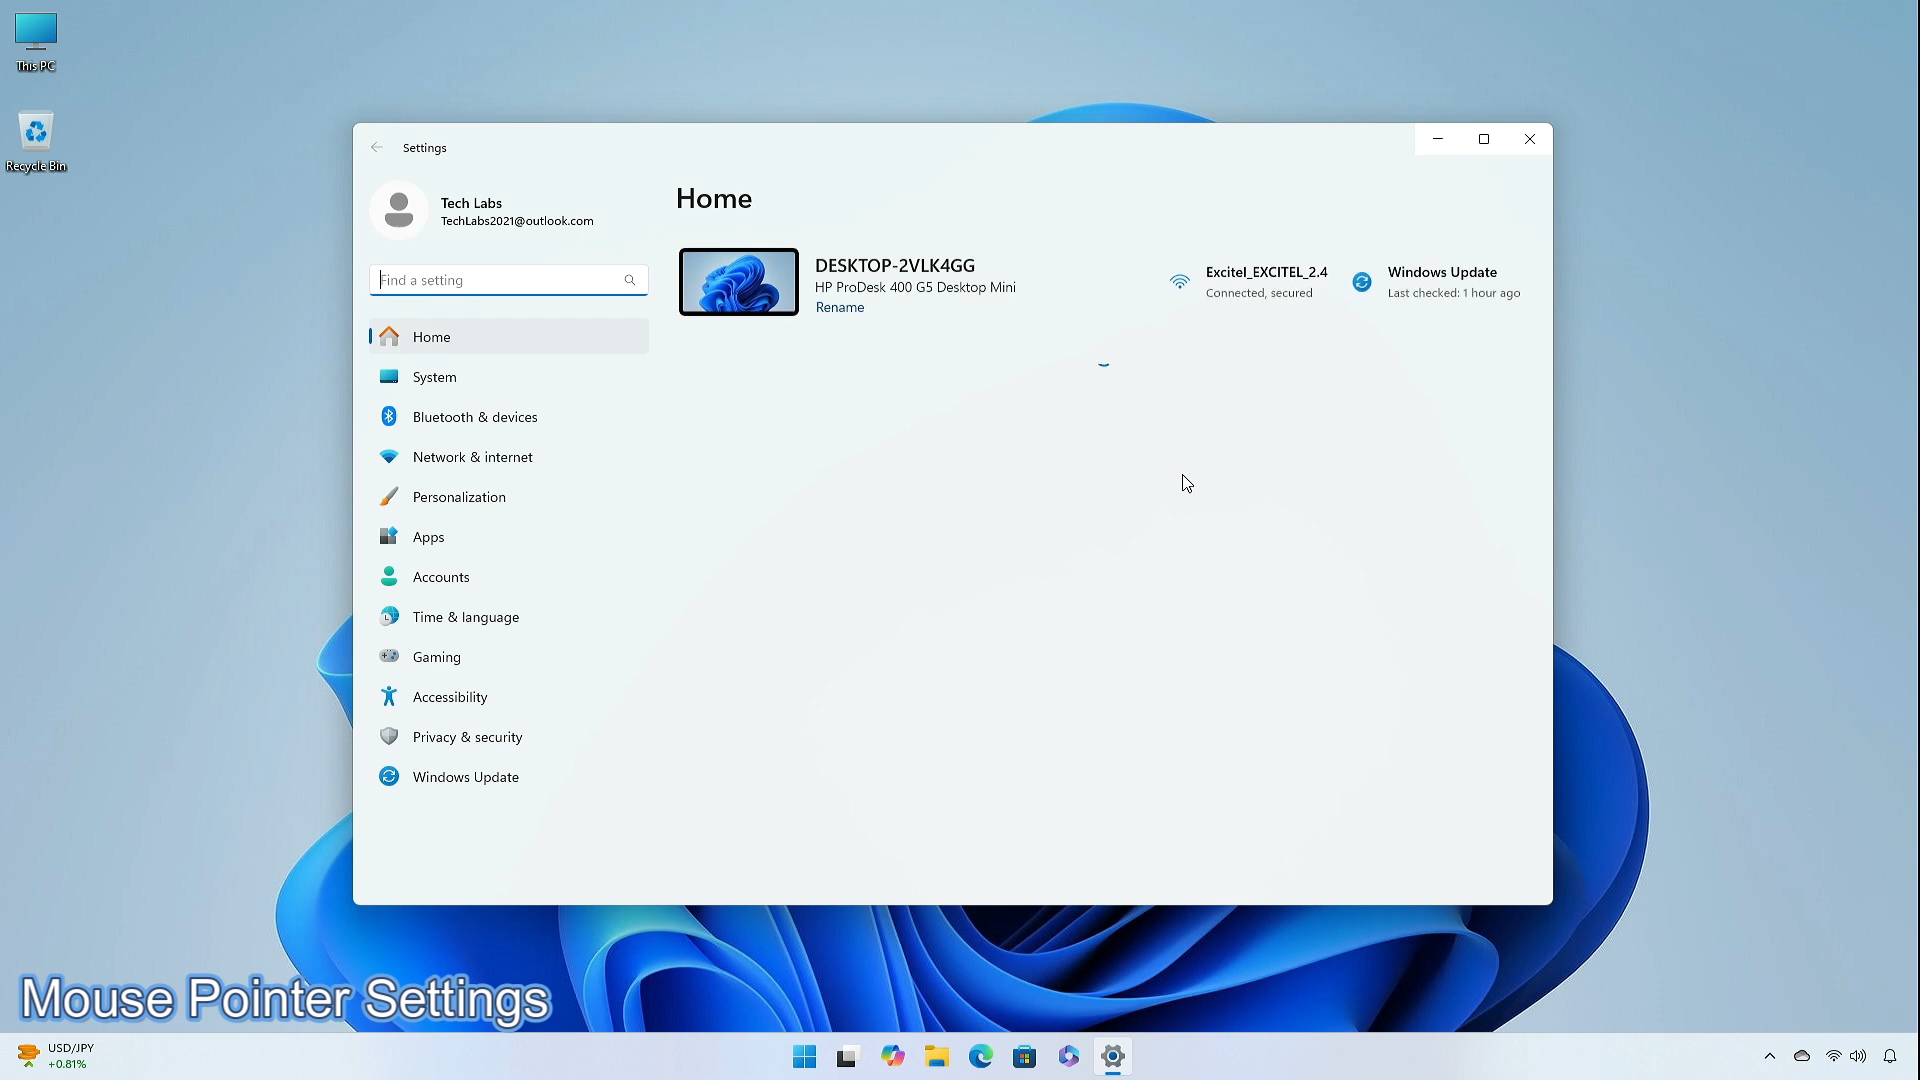 This PC
Recycle Bin
Settings
Tech Labs
TechLabs2021@outlook.com
Find a setting
Home
System
Bluetooth & devices
Network & internet
Personalization
Apps
Accounts
Time & language
Gaming
Accessibility
Privacy & security
Windows Update
Home
DESKTOP-2VLK4GG
HP ProDesk 400 G5 Desktop Mini
Rename
Excitel_EXCITEL_2.4
Connected, secured
Windows Update
Last checked: 1 hour ago
Mouse Pointer Settings
USD/JPY
+0.81%